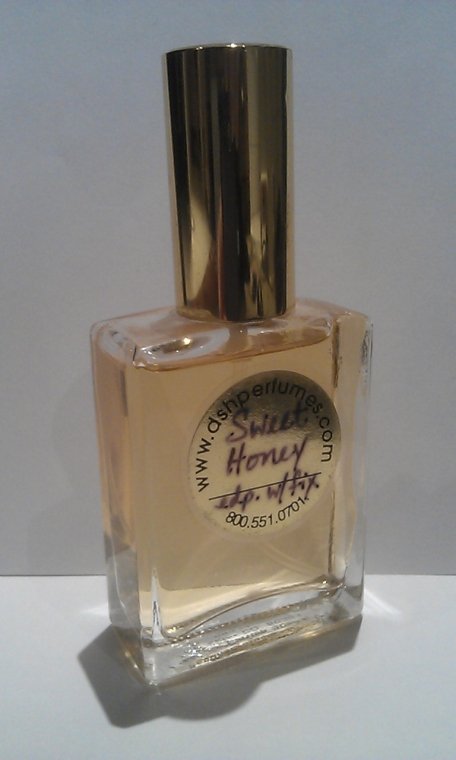 www.dshperfumes.com
Sweet
Honey
edp. w/fix
800.551.0701